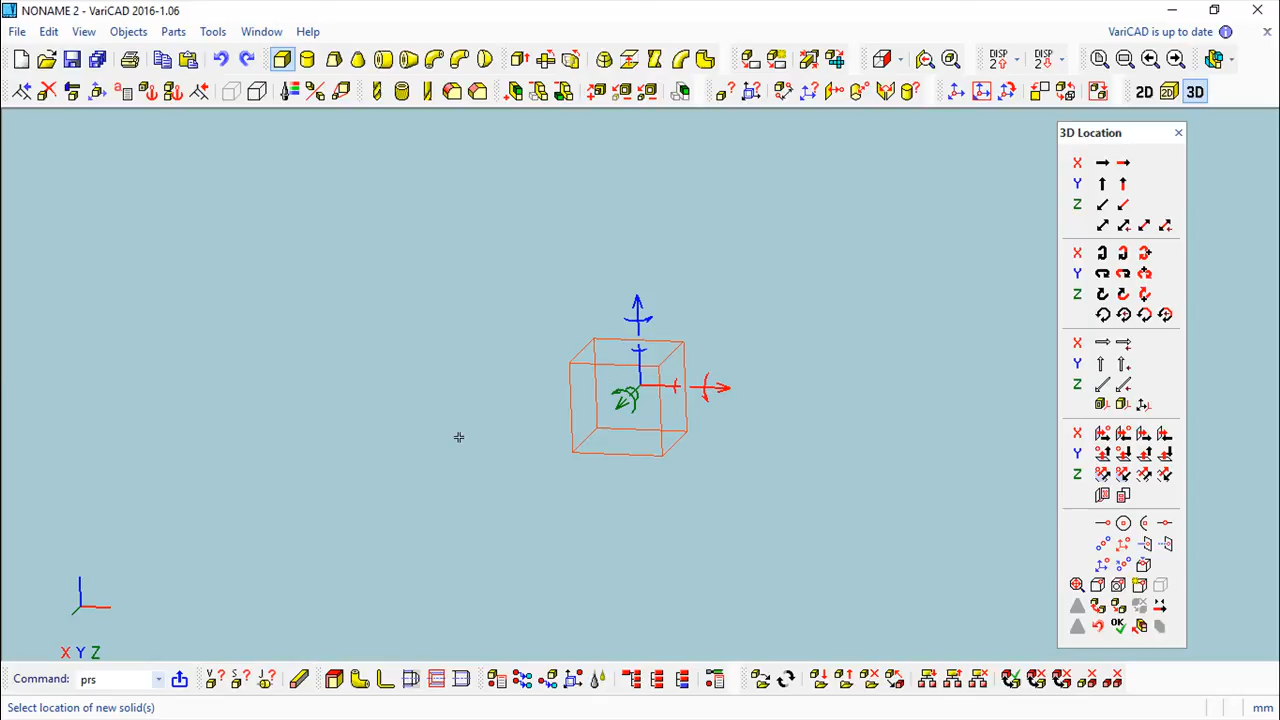 NONAME 2 - VariCAD 2016-1.06
File Edit View Objects Parts Tools Window Help
VariCAD is up to date
DISP 2 DISP 2
2D 2D 3D
3D Location
X
Y
Z
X
Y
Z
X
Y
Z
X
Y
Z
OK
X Y Z
Command: prs
V? S? J?
Select location of new solid(s)
mm